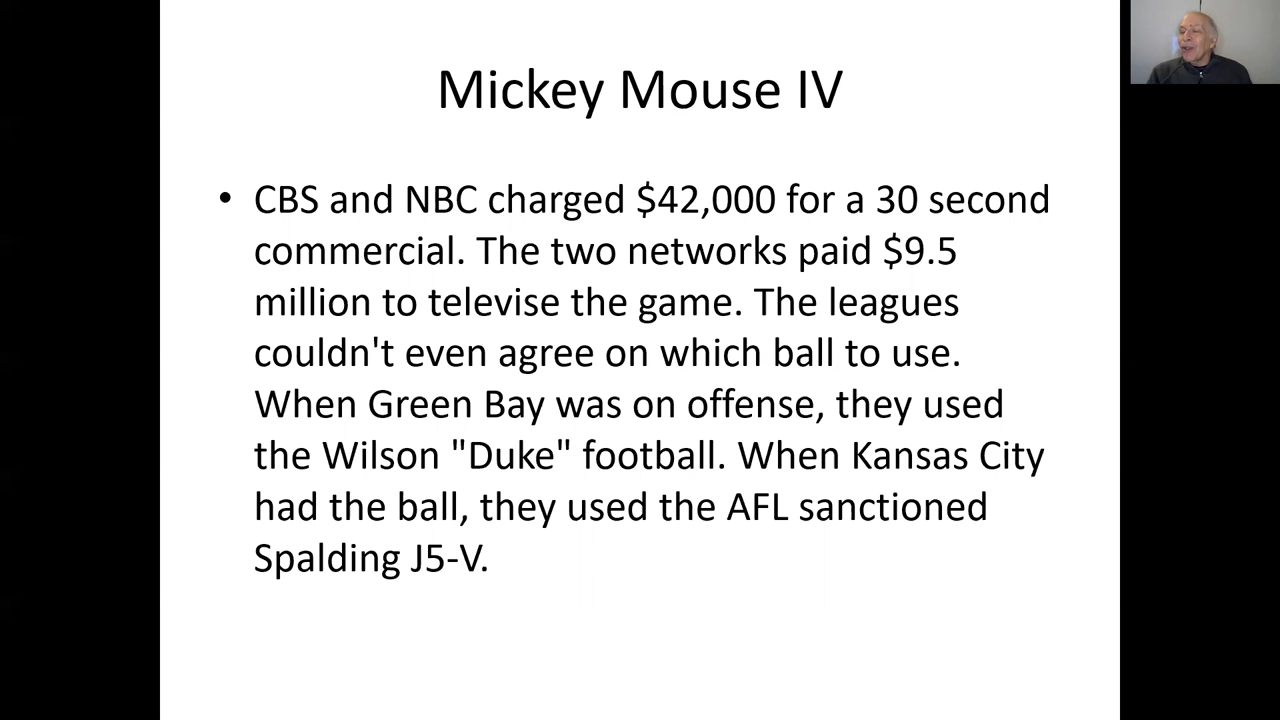 Mickey Mouse IV
• CBS and NBC charged $42,000 for a 30 second
commercial. The two networks paid $9.5
million to televise the game. The leagues
couldn't even agree on which ball to use.
When Green Bay was on offense, they used
the Wilson "Duke" football. When Kansas City
had the ball, they used the AFL sanctioned
Spalding J5-V.